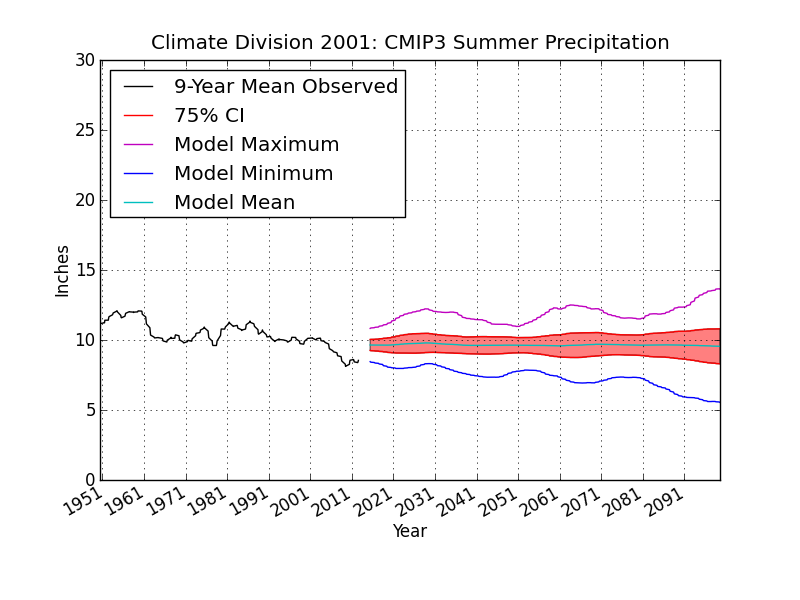 Climate Division 2001: CMIP3 Summer Precipitation
30
25
20
15
10
5
0
Inches
9-Year Mean Observed
75% CI
Model Maximum
Model Minimum
Model Mean
1951 1961 1971 1981 1991 2001 2011 2021 2031 2041 2051 2061 2071 2081 2091
Year